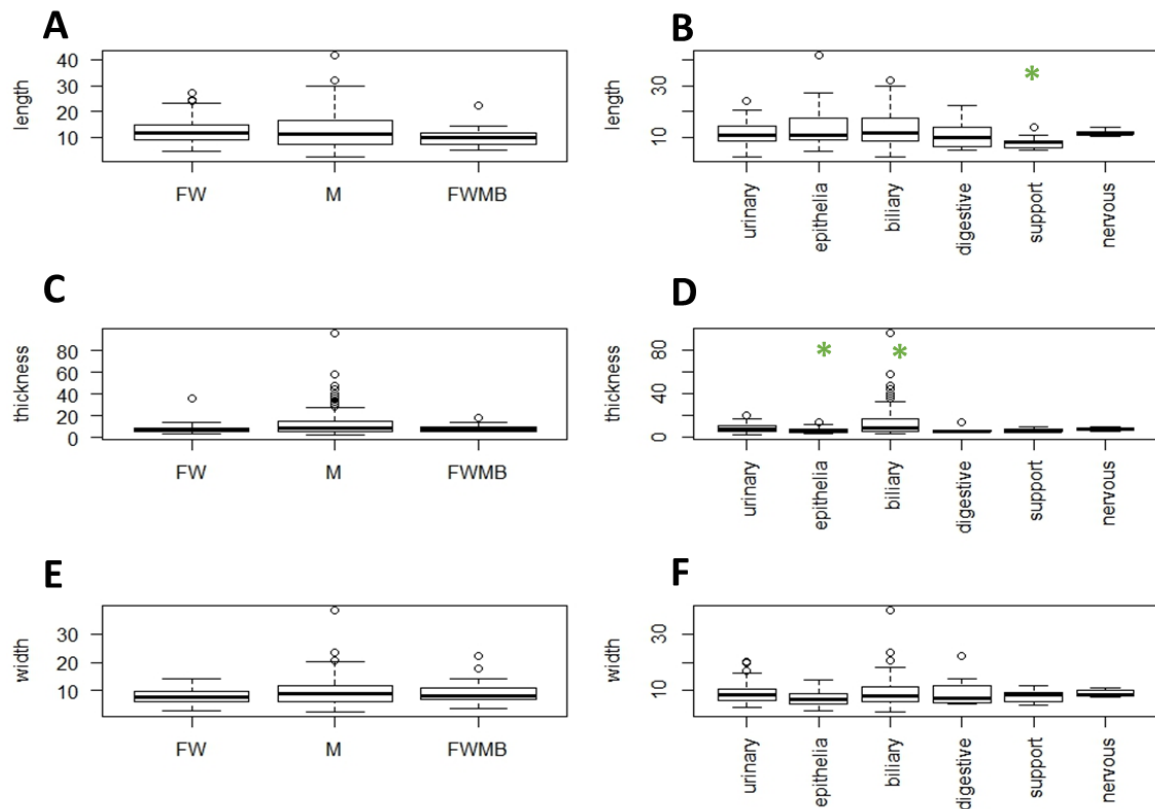 A
length
40
30
20
10
FW M FWMB
B
length
30
10
*
urinary
epithelia
biliary
digestive
support
nervous
C
thickness
80
60
40
20
0
FW M FWMB
D
thickness
80
40
0
* *
urinary
epithelia
biliary
digestive
support
nervous
E
width
30
20
10
FW M FWMB
F
width
30
10
urinary
epithelia
biliary
digestive
support
nervous